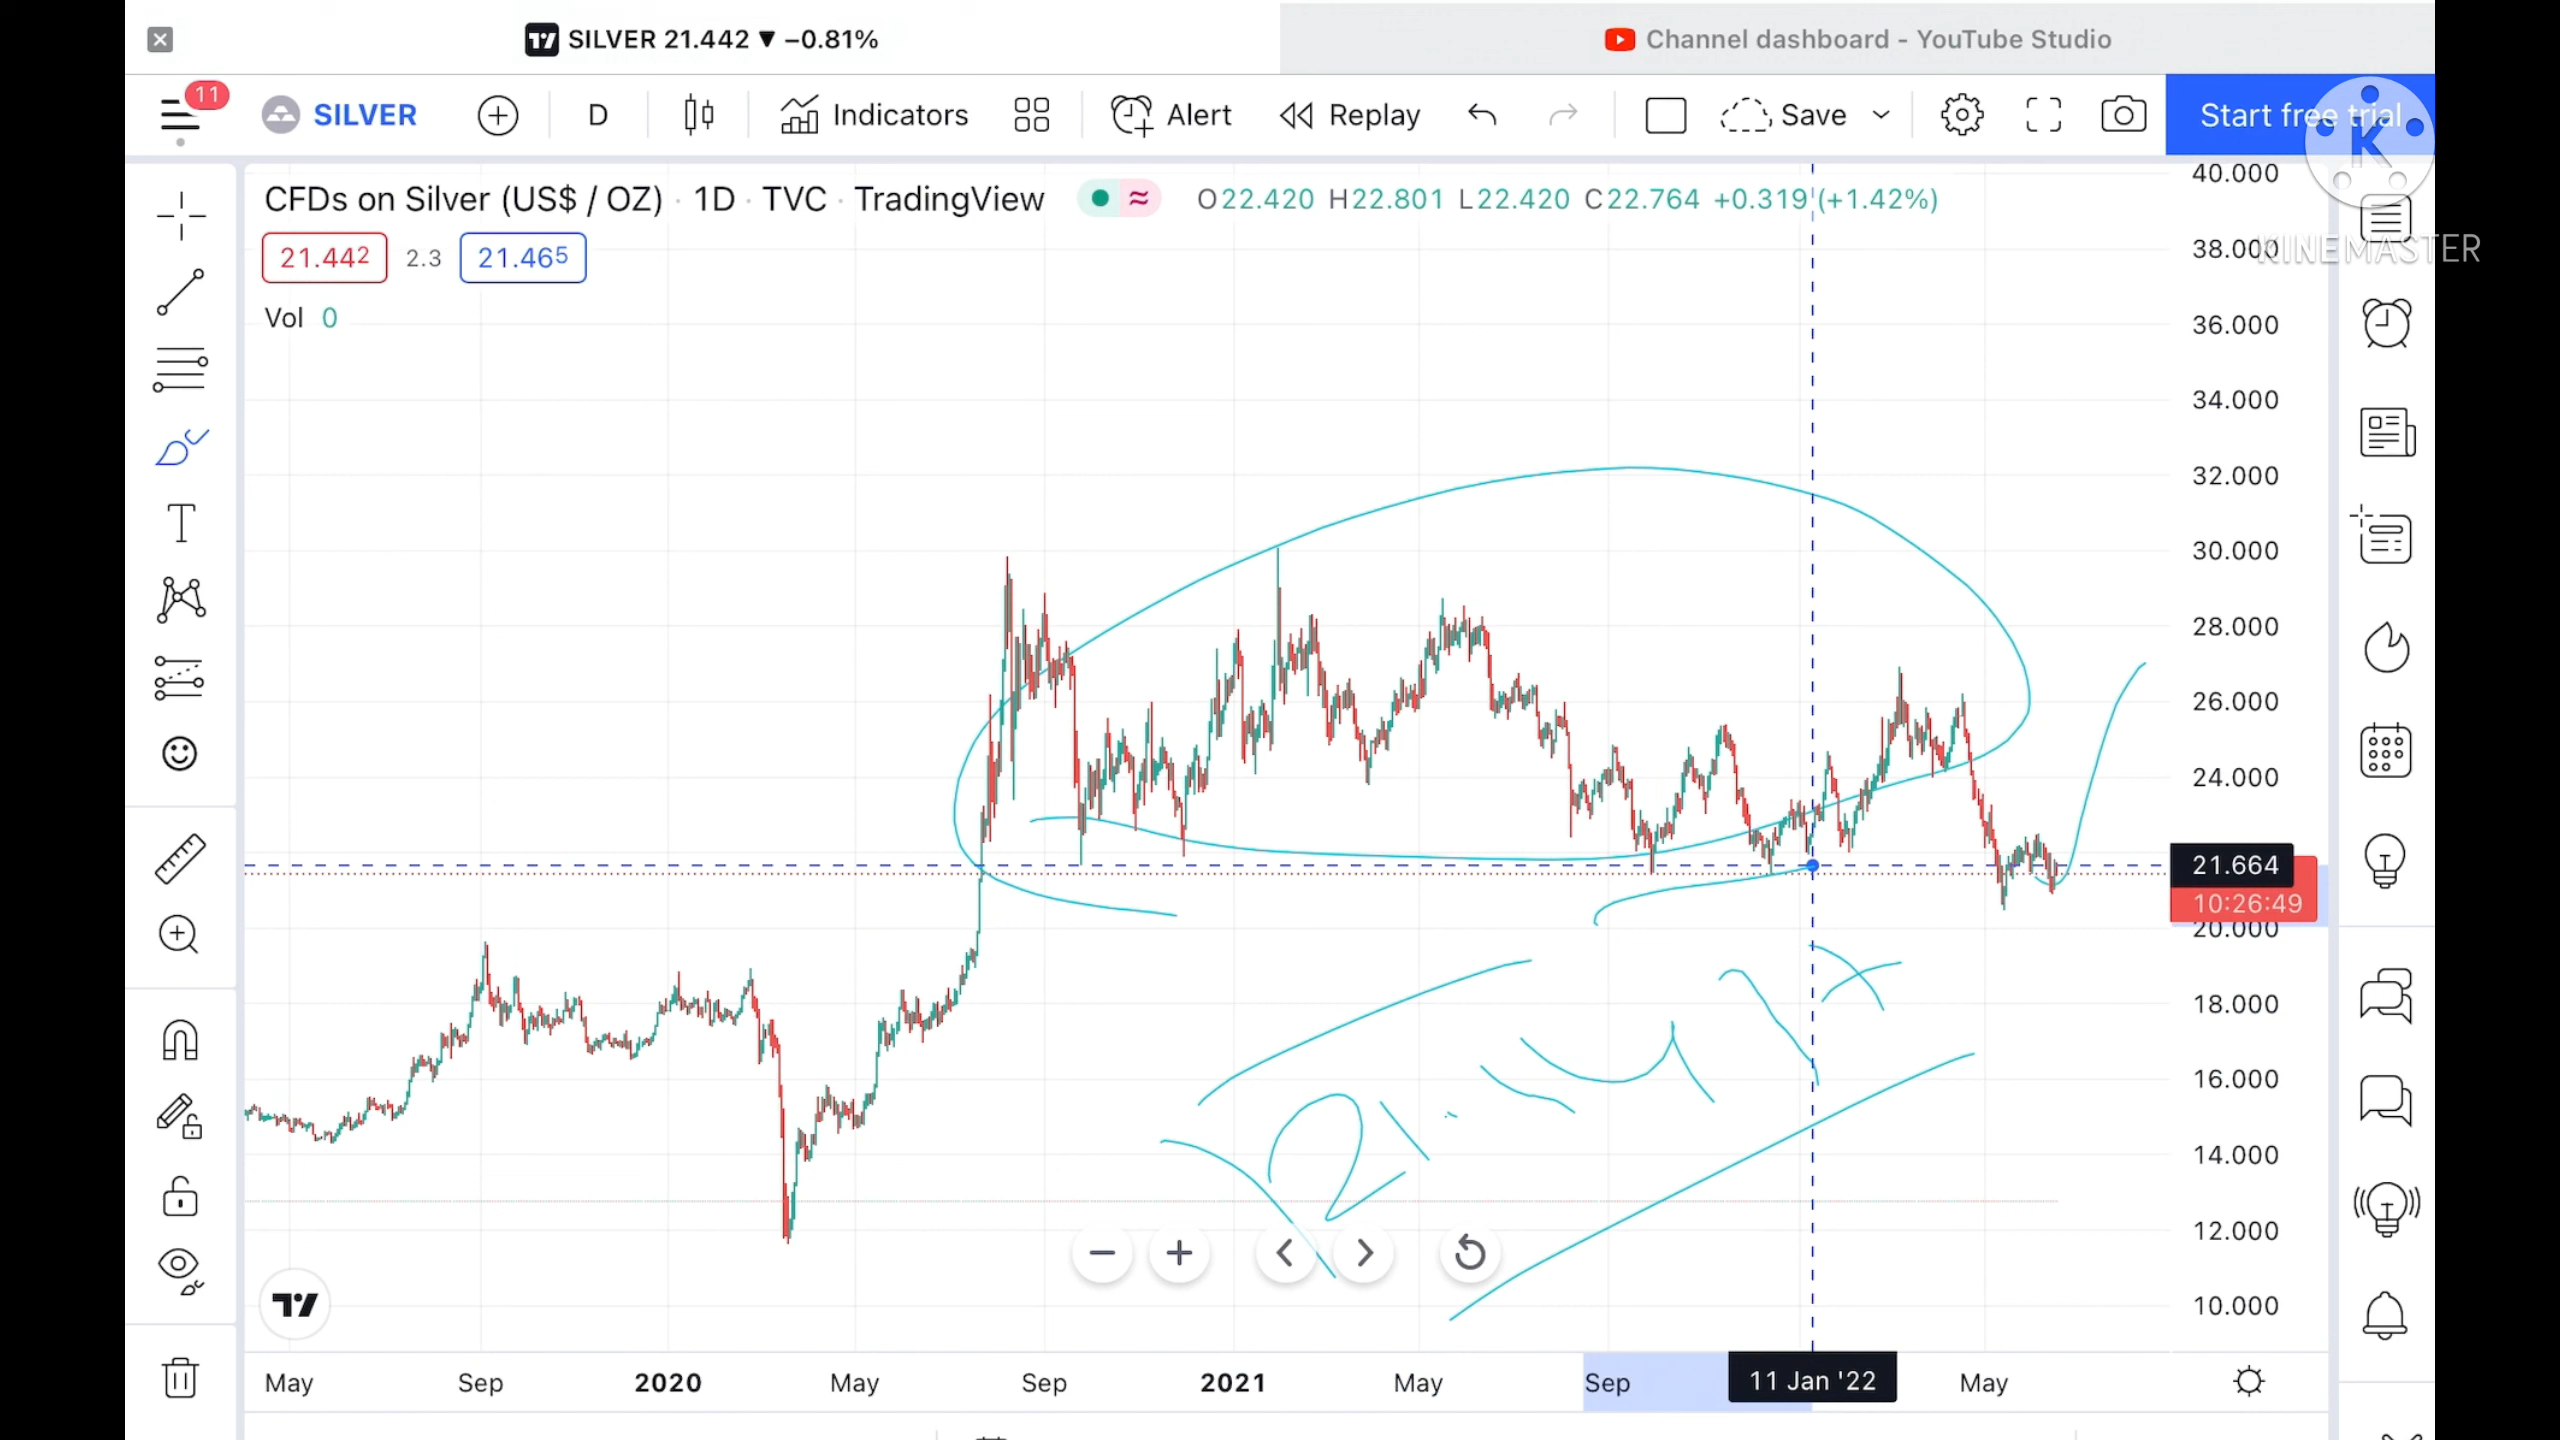 SILVER 21.442 ▼ −0.81%
Channel dashboard - YouTube Studio
11
SILVER
D
Indicators
Alert
Replay
Save
Start free trial
K
KINEMASTER
CFDs on Silver (US$ / OZ) · 1D · TVC · TradingView
O22.420 H22.801 L22.420 C22.764 +0.319 (+1.42%)
21.442 2.3 21.465
Vol 0
40.000
38.000
36.000
34.000
32.000
30.000
28.000
26.000
24.000
21.664
10:26:49
20.000
18.000
16.000
14.000
12.000
10.000
May
Sep
2020
May
Sep
2021
May
Sep
11 Jan '22
May